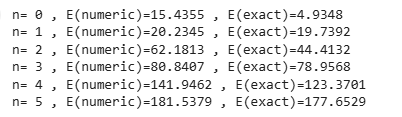 n= 0 , E(numeric)=15.4355 , E(exact)=4.9348
n= 1 , E(numeric)=20.2345 , E(exact)=19.7392
n= 2 , E(numeric)=62.1813 , E(exact)=44.4132
n= 3 , E(numeric)=80.8407 , E(exact)=78.9568
n= 4 , E(numeric)=141.9462 , E(exact)=123.3701
n= 5 , E(numeric)=181.5379 , E(exact)=177.6529